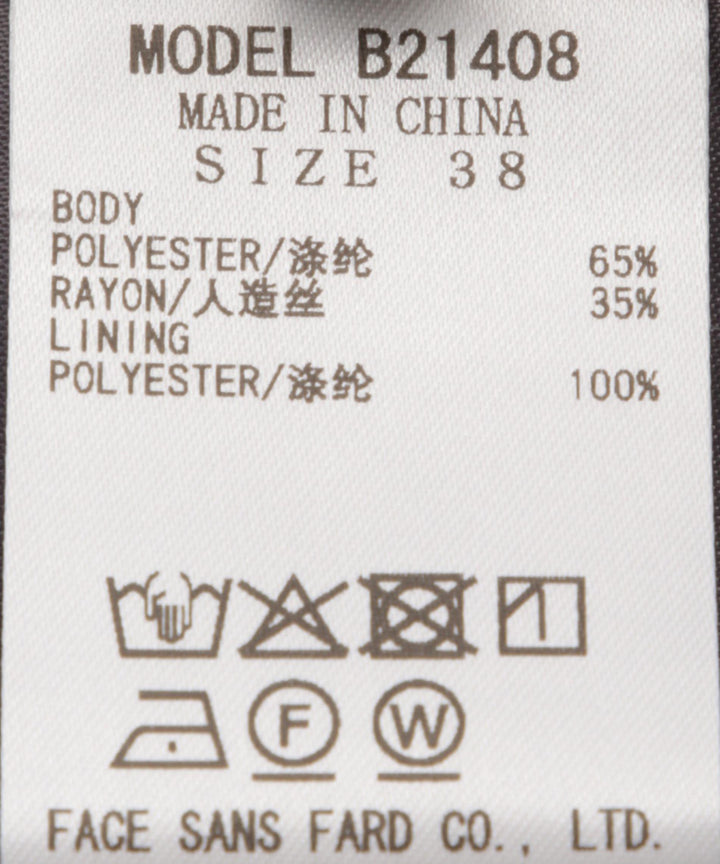 MODEL B21408
MADE IN CHINA
SIZE 38
BODY
POLYESTER/涤纶 65%
RAYON/人造丝 35%
LINING
POLYESTER/涤纶 100%
F W
FACE SANS FARD CO., LTD.